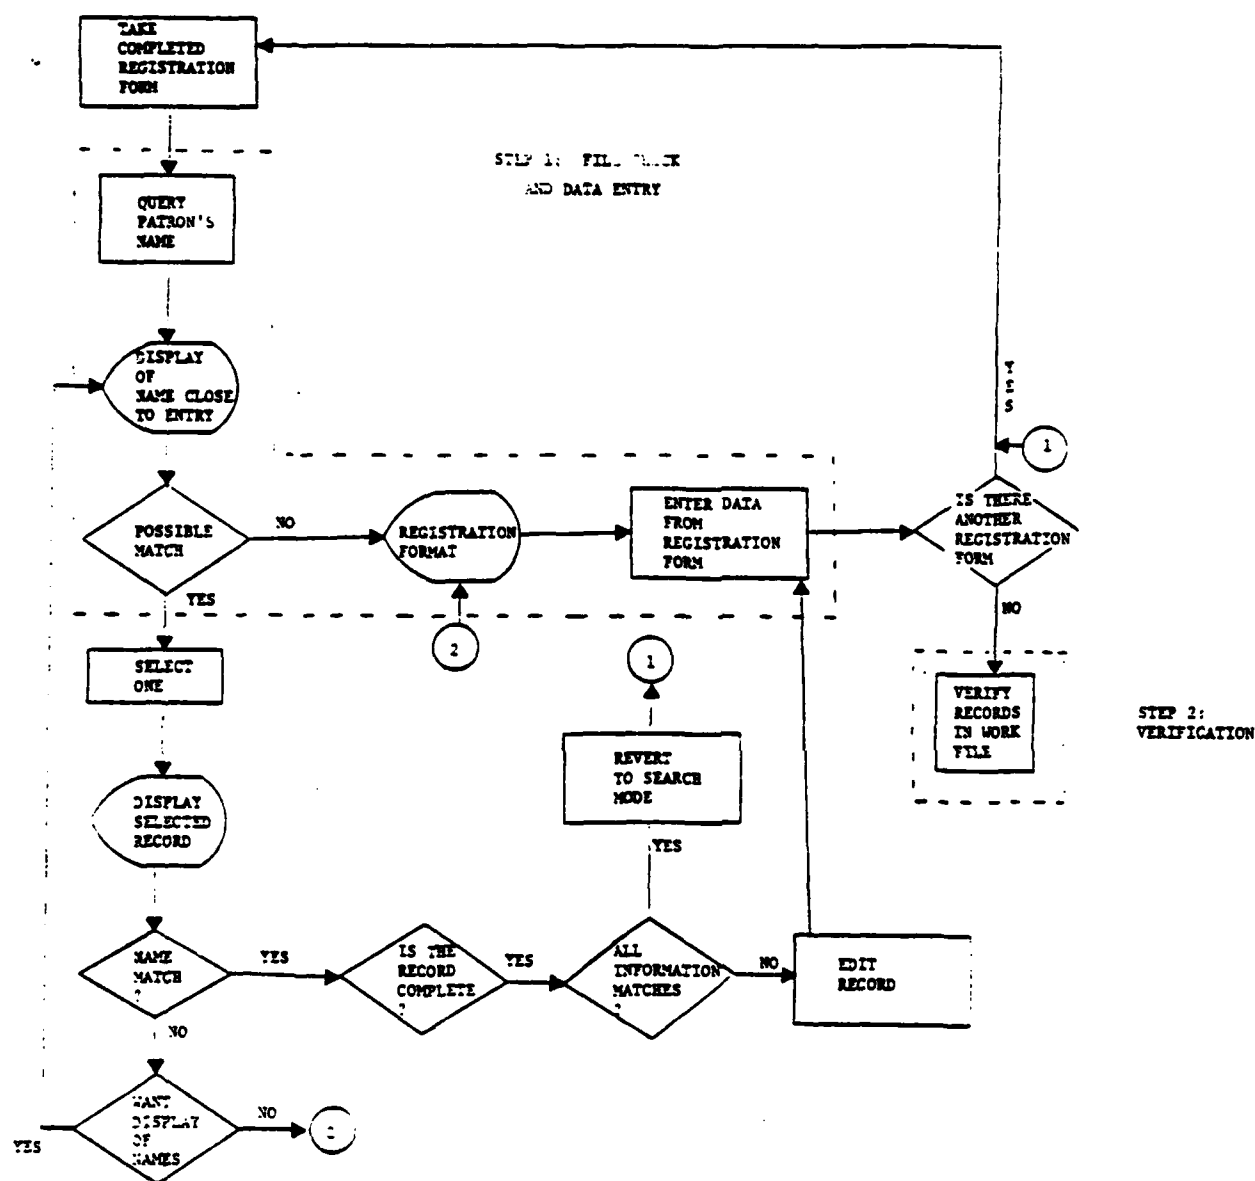 TAKE
COMPLETED
REGISTRATION
FORM
STEP 1: FILE
AND DATA ENTRY
QUERY
PATRON'S
NAME
DISPLAY
OF
NAME CLOSE
TO ENTRY
YES
1
POSSIBLE
MATCH
NO
YES
REGISTRATION
FORMAT
ENTER DATA
FROM
REGISTRATION
FORM
IS THERE
ANOTHER
REGISTRATION
FORM
NO
2
1
SELECT
ONE
VERIFY
RECORDS
IN WORK
FILE
STEP 2:
VERIFICATION
REVERT
TO SEARCH
MODE
DISPLAY
SELECTED
RECORD
YES
NAME
MATCH
?
YES
IS THE
RECORD
COMPLETE
?
YES
ALL
INFORMATION
MATCHES
?
NO
EDIT
RECORD
NO
WANT
DISPLAY
OF
NAMES
YES
NO
2